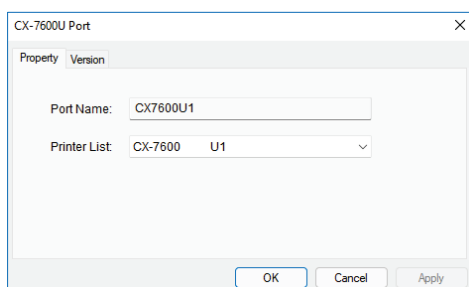 CX-7600U Port
Property Version
Port Name: CX7600U1
Printer List: CX-7600 U1
OK Cancel Apply